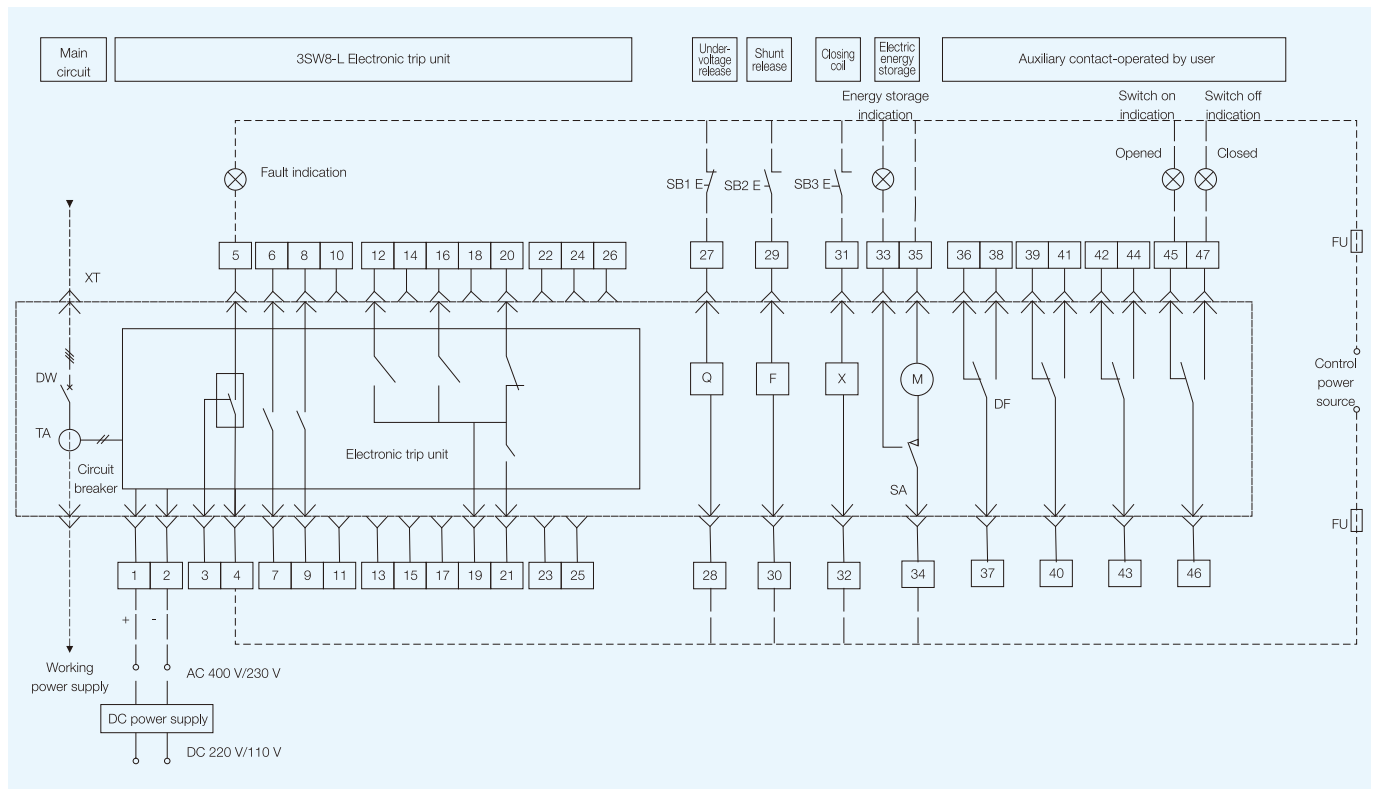 Main
circuit
3SW8-L Electronic trip unit
Under-
voltage
release
Shunt
release
Closing
coil
Electric
energy
storage
Auxiliary contact-operated by user
Energy storage
indication
Switch on
indication
Switch off
indication
Fault indication
Opened
Closed
SB1 E
SB2 E
SB3 E
5 6 8 10 12 14 16 18 20 22 24 26 27 29 31 33 35 36 38 39 41 42 44 45 47
FU
XT
DW
TA
Circuit
breaker
Electronic trip unit
Q
F
X
M
SA
DF
Control
power
source
FU
1 2 3 4 7 9 11 13 15 17 19 21 23 25 28 30 32 34 37 40 43 46
+ -
Working
power supply
AC 400 V/230 V
DC power supply
DC 220 V/110 V